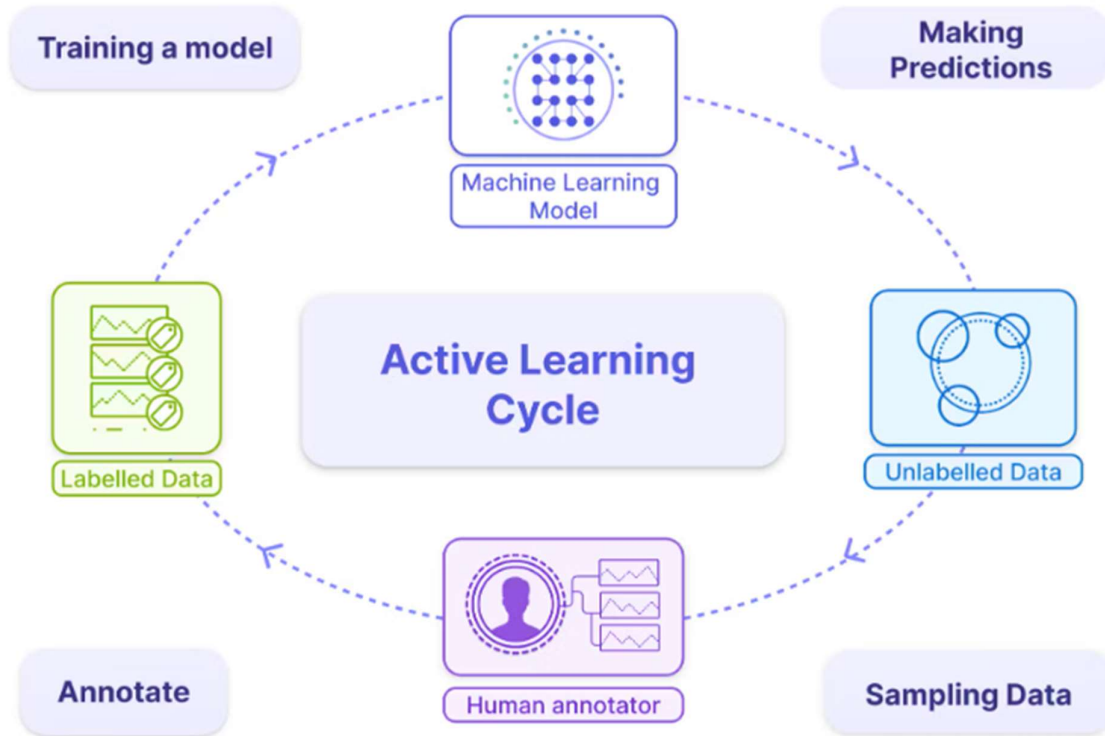 Training a model
Making
Predictions
Machine Learning
Model
Active Learning
Cycle
Labelled Data
Unlabelled Data
Annotate
Human annotator
Sampling Data